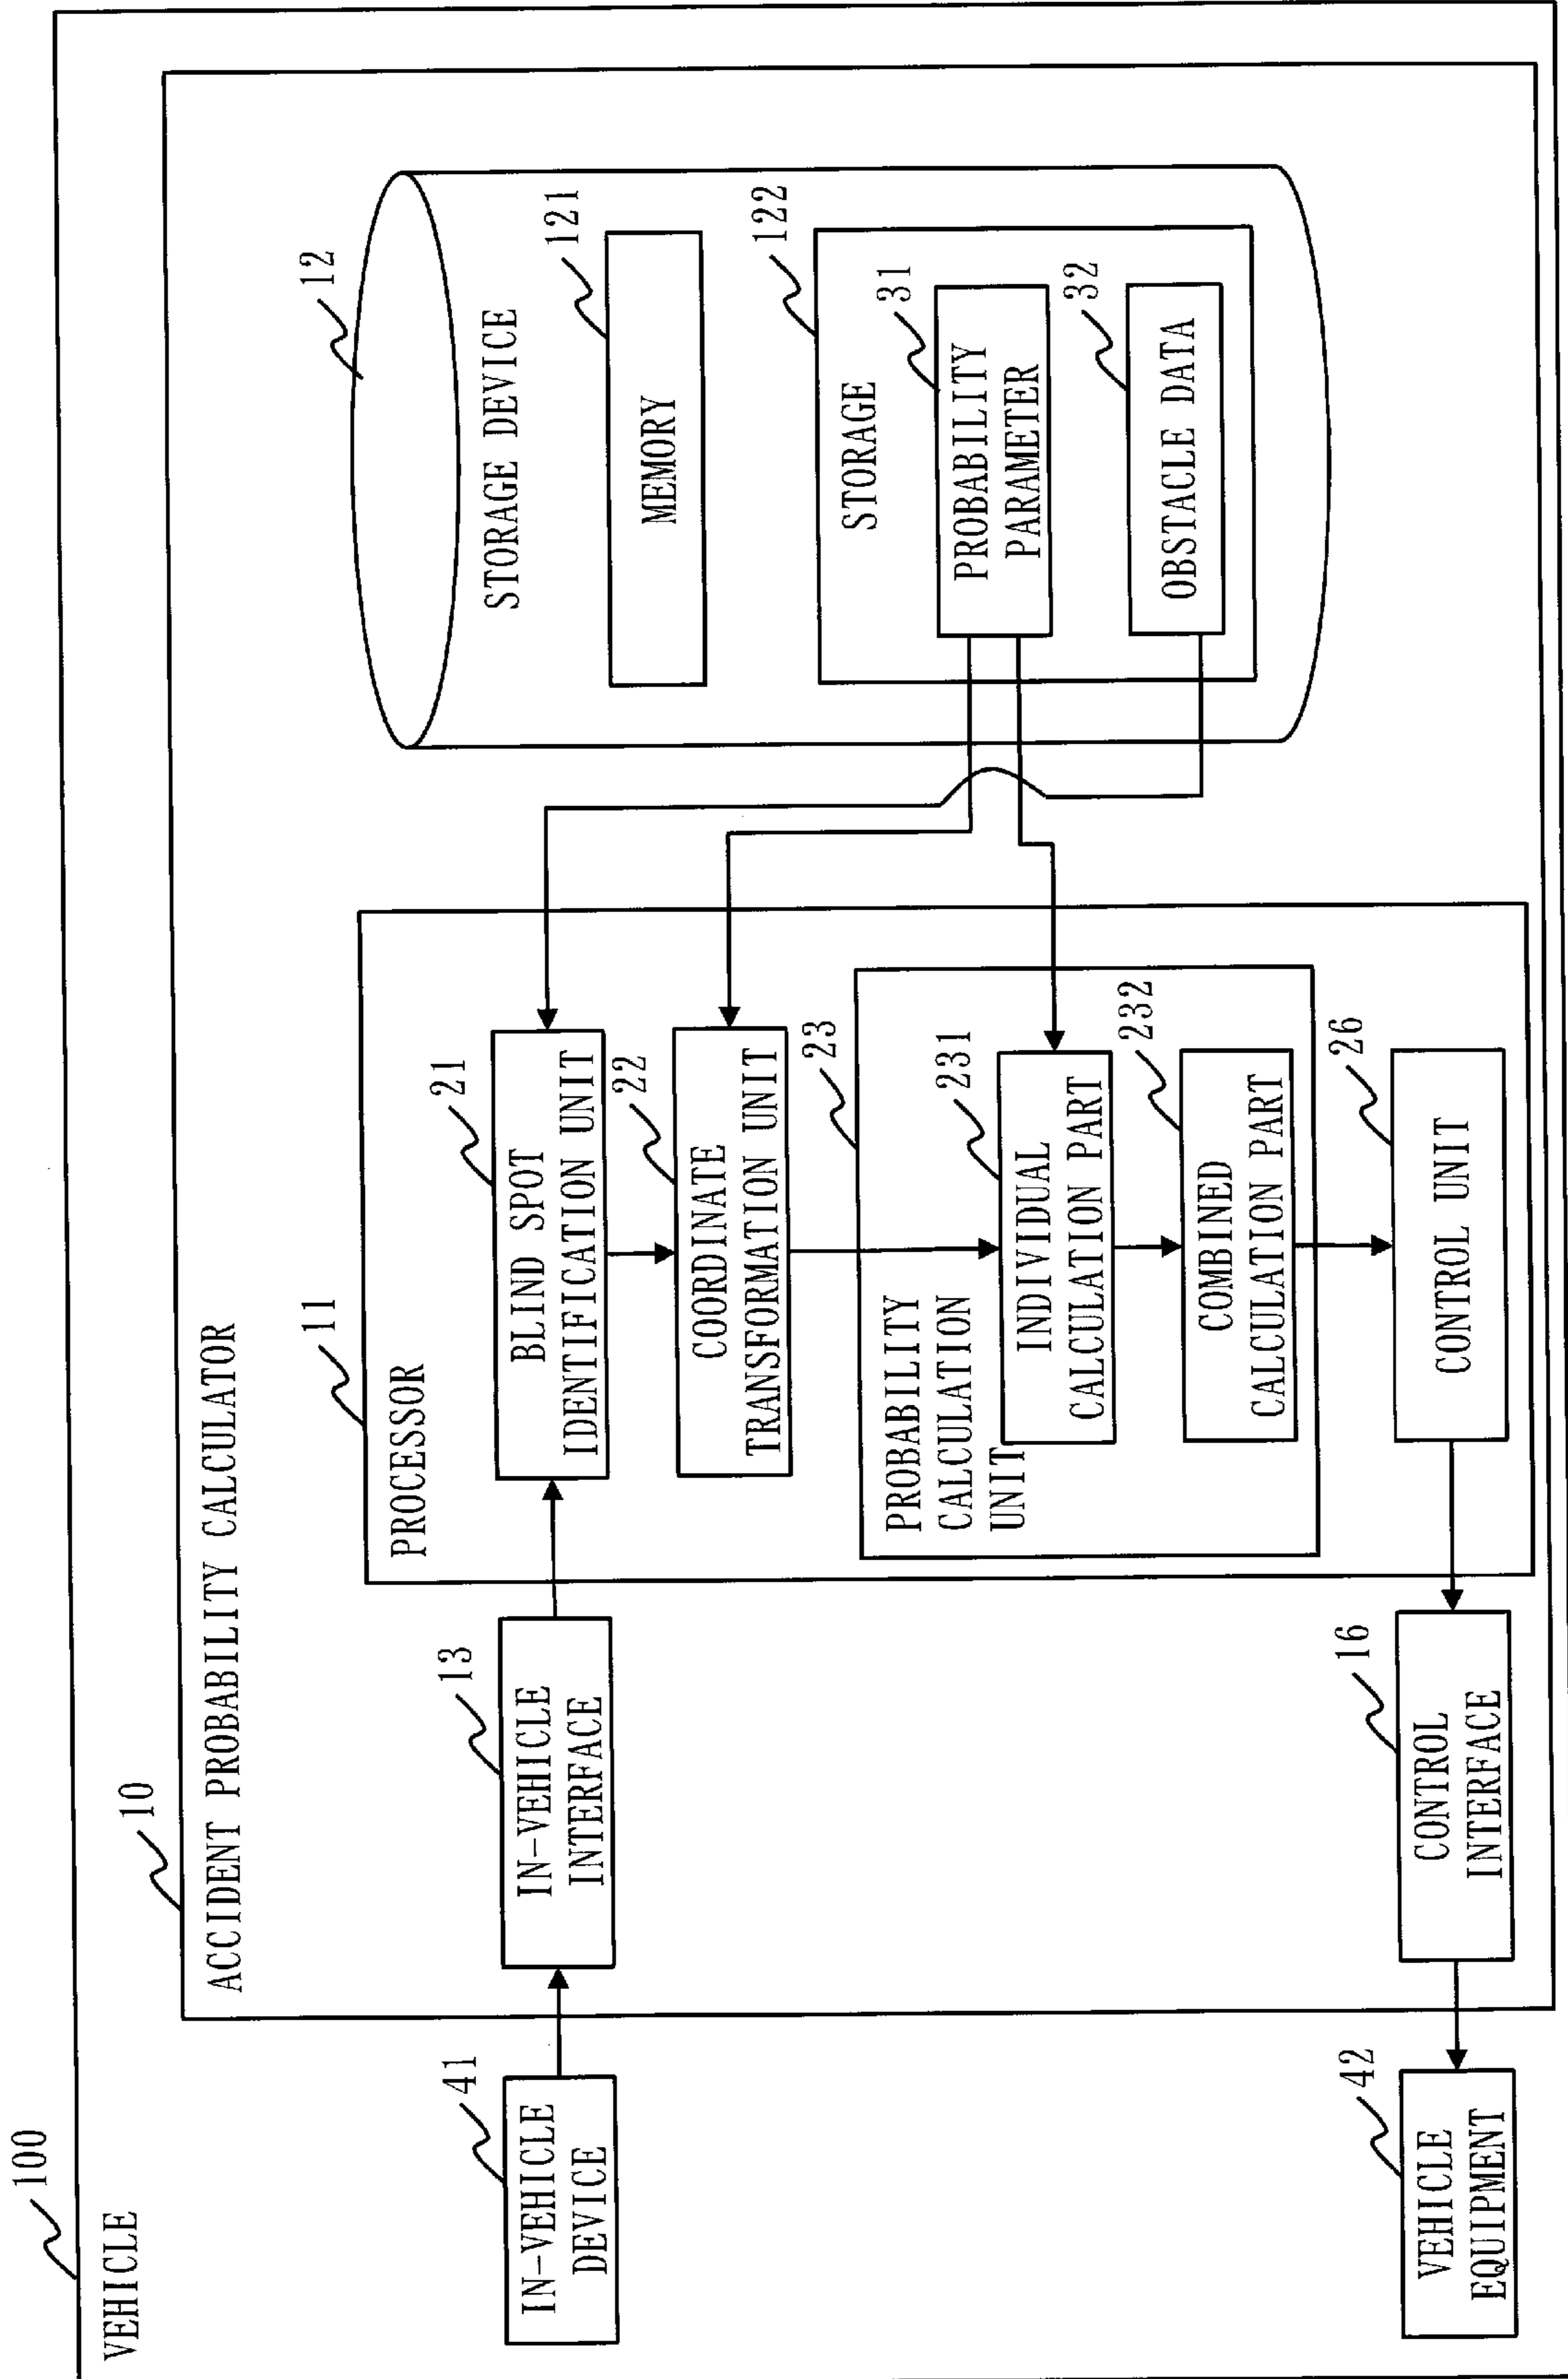 100
VEHICLE
10
ACCIDENT PROBABILITY CALCULATOR
41
IN-VEHICLE
DEVICE
13
IN-VEHICLE
INTERFACE
11
PROCESSOR
21
BLIND SPOT
IDENTIFICATION UNIT
22
COORDINATE
TRANSFORMATION UNIT
23
PROBABILITY
CALCULATION
UNIT
231
INDIVIDUAL
CALCULATION PART
232
COMBINED
CALCULATION PART
26
CONTROL UNIT
16
CONTROL
INTERFACE
42
VEHICLE
EQUIPMENT
12
STORAGE DEVICE
121
MEMORY
122
STORAGE
31
PROBABILITY
PARAMETER
32
OBSTACLE DATA